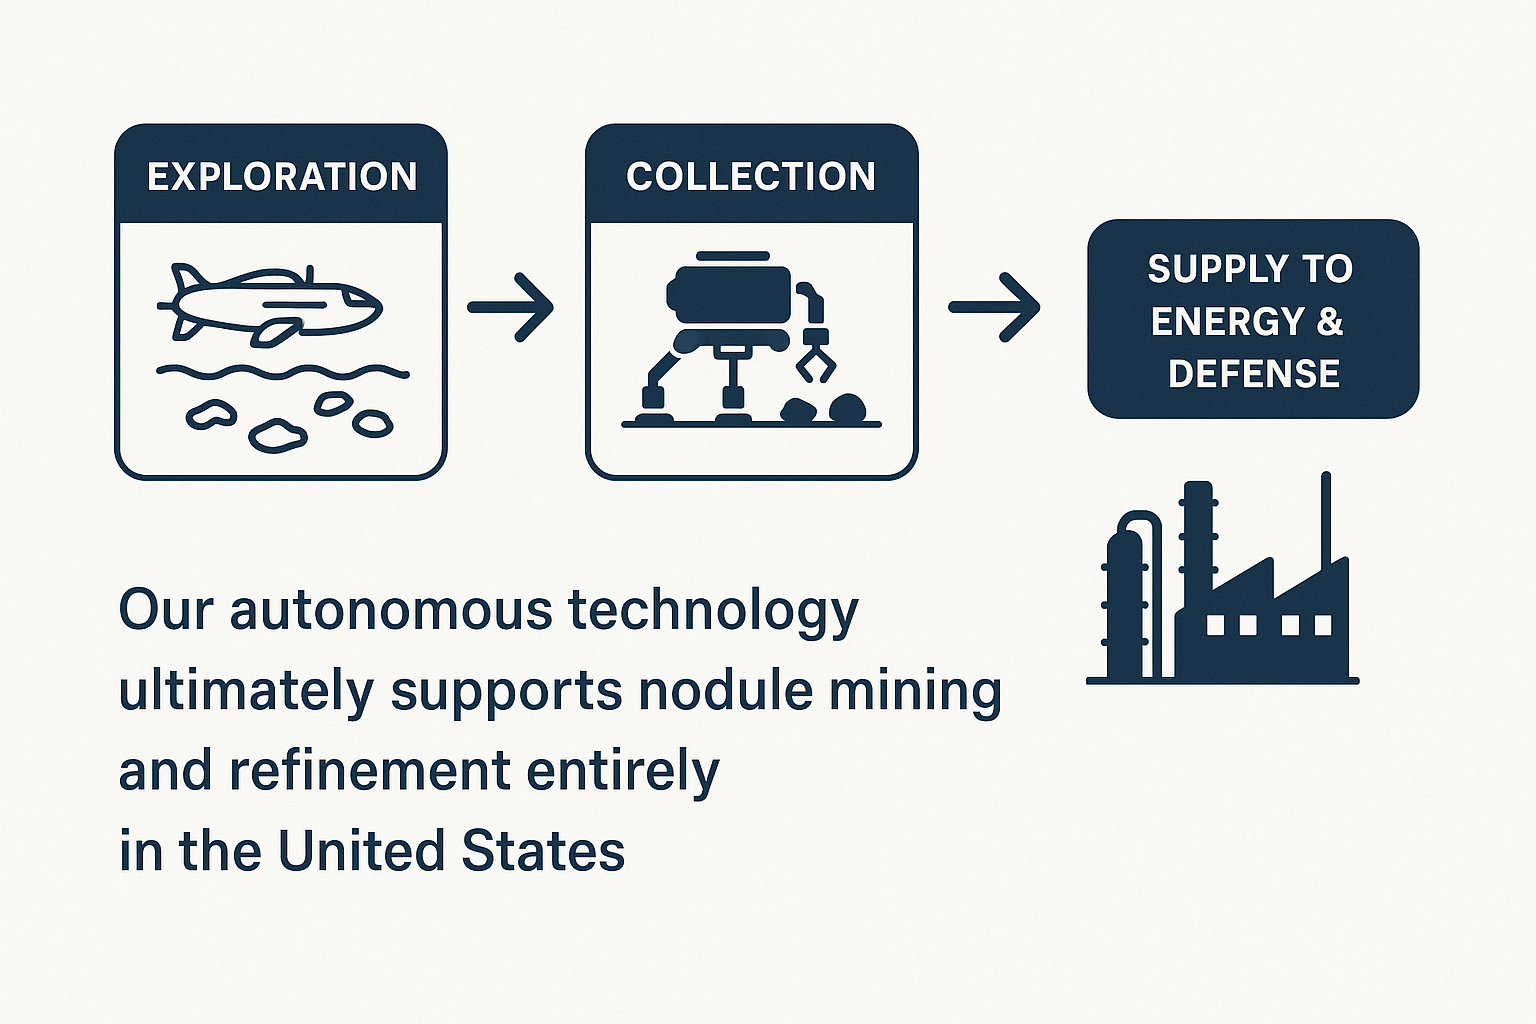 EXPLORATION
COLLECTION
SUPPLY TO
ENERGY &
DEFENSE
Our autonomous technology
ultimately supports nodule mining
and refinement entirely
in the United States